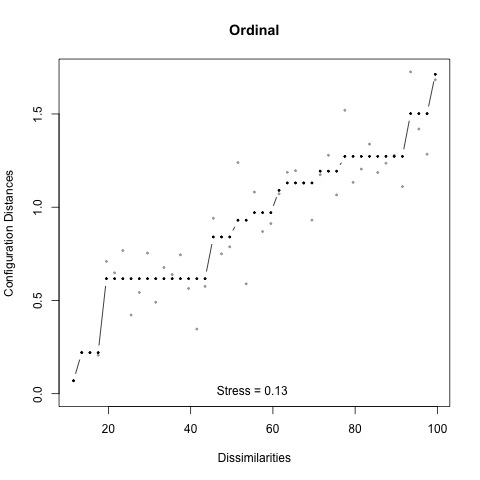 Ordinal
Configuration Distances
1.5
1.0
0.5
0.0
Stress = 0.13
20 40 60 80 100
Dissimilarities